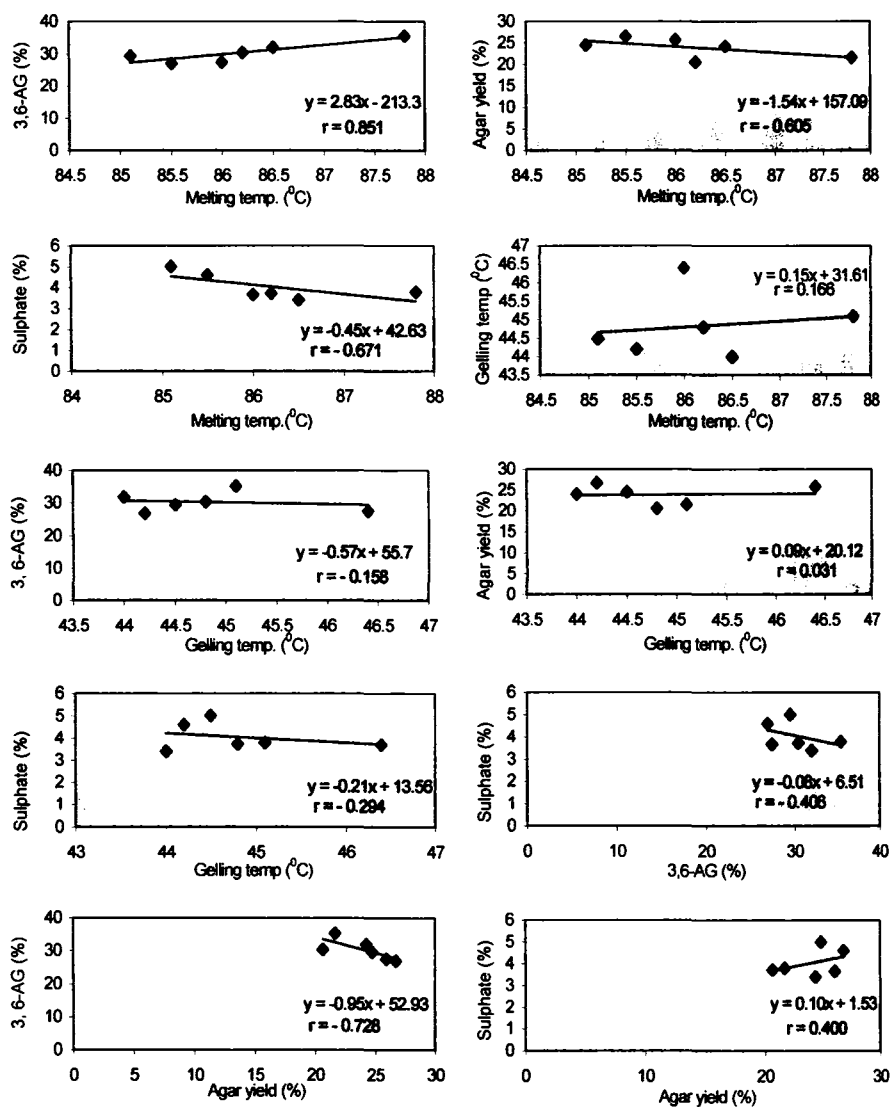 3,6-AG (%)
40
30
20
10
0
y = 2.83x - 213.3
r = 0.851
84.5 85 85.5 86 86.5 87 87.5 88
Melting temp. (⁰C)
Agar yield (%)
30
25
20
15
10
5
0
y = -1.54x + 157.09
r = - 0.605
84.5 85 85.5 86 86.5 87 87.5 88
Melting temp. (⁰C)
Sulphate (%)
6
5
4
3
2
1
0
y = -0.45x + 42.63
r = - 0.671
84 85 86 87 88
Melting temp. (⁰C)
Gelling temp (⁰C)
47
46.5
46
45.5
45
44.5
44
43.5
y = 0.15x + 31.61
r = 0.166
84.5 85 85.5 86 86.5 87 87.5 88
Melting temp. (⁰C)
3, 6-AG (%)
40
30
20
10
0
y = -0.57x + 55.7
r = - 0.158
43.5 44 44.5 45 45.5 46 46.5 47
Gelling temp. (⁰C)
Agar yield (%)
30
25
20
15
10
5
0
y = 0.09x + 20.12
r = 0.031
43.5 44 44.5 45 45.5 46 46.5 47
Gelling temp. (⁰C)
Sulphate (%)
6
5
4
3
2
1
0
y = -0.21x + 13.56
r = - 0.294
43 44 45 46 47
Gelling temp (⁰C)
Sulphate (%)
6
5
4
3
2
1
0
y = -0.08x + 6.51
r = - 0.408
0 10 20 30 40
3,6-AG (%)
3, 6-AG (%)
40
30
20
10
0
y = -0.95x + 52.93
r = - 0.728
0 5 10 15 20 25 30
Agar yield (%)
Sulphate (%)
6
5
4
3
2
1
0
y = 0.10x + 1.53
r = 0.400
0 10 20 30
Agar yield (%)